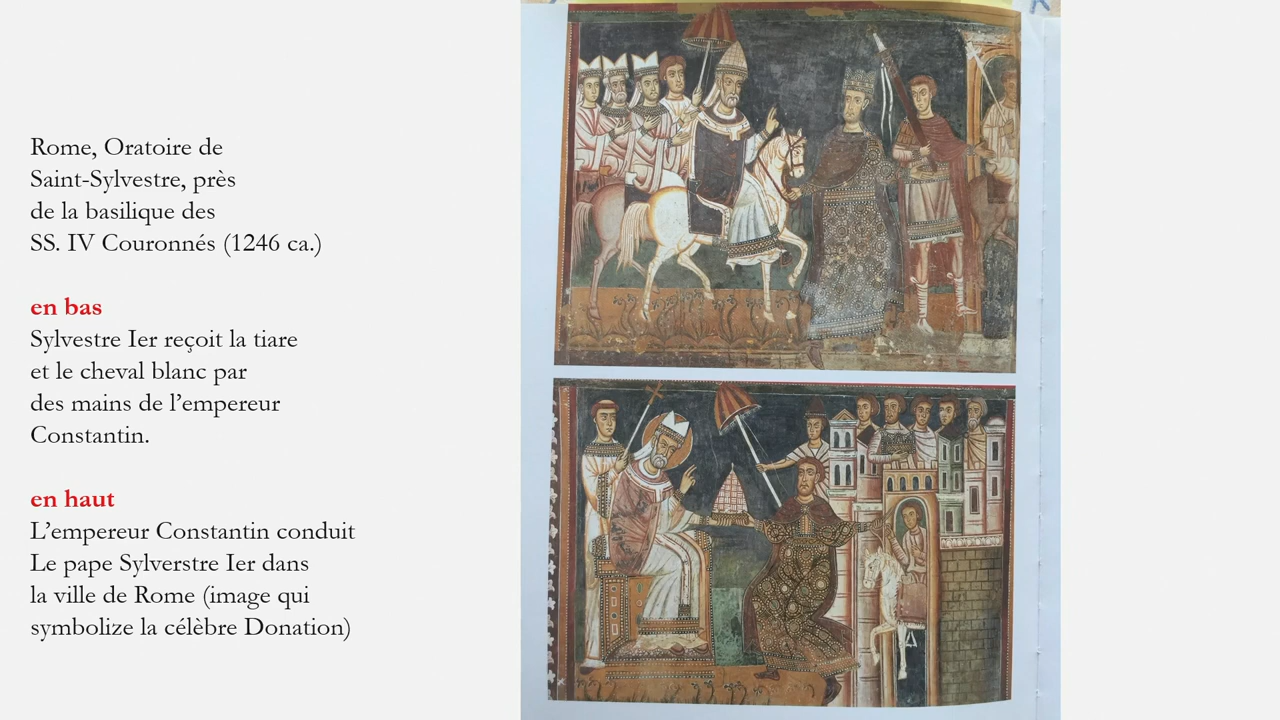 Rome, Oratoire de
Saint-Sylvestre, près
de la basilique des
SS. IV Couronnés (1246 ca.)
en bas
Sylvestre Ier reçoit la tiare
et le cheval blanc par
des mains de l'empereur
Constantin.
en haut
L'empereur Constantin conduit
Le pape Sylverstre Ier dans
la ville de Rome (image qui
symbolize la célèbre Donation)